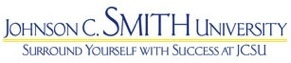 Johnson C. Smith University
Surround Yourself with Success at JCSU